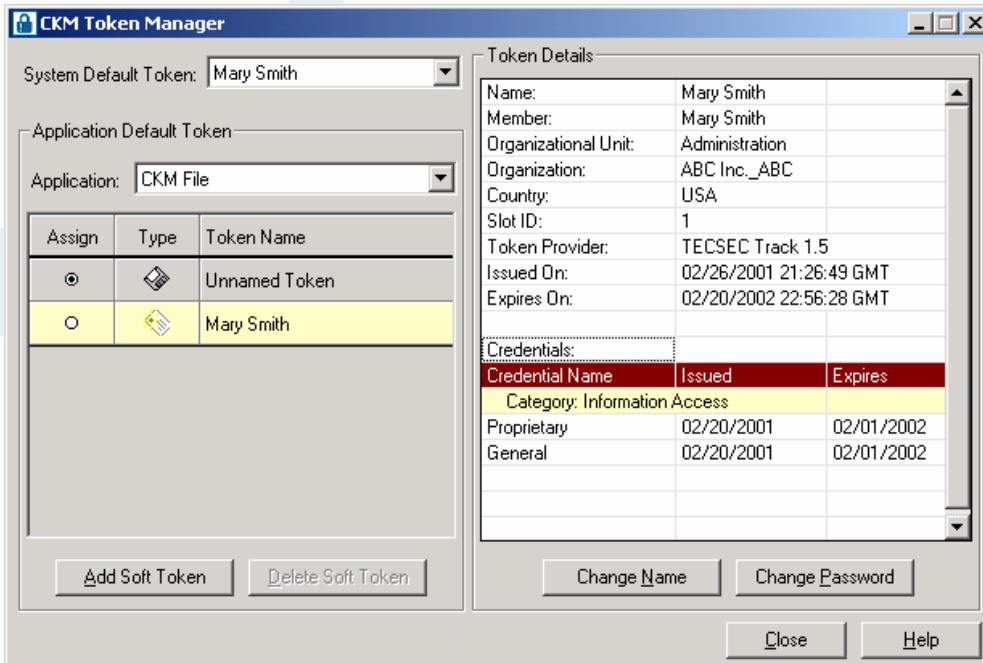 CKM Token Manager
System Default Token: Mary Smith
Application Default Token
Application: CKM File
Assign Type Token Name
Unnamed Token
Mary Smith
Add Soft Token Delete Soft Token
Token Details
Name: Mary Smith
Member: Mary Smith
Organizational Unit: Administration
Organization: ABC Inc._ABC
Country: USA
Slot ID: 1
Token Provider: TECSEC Track 1.5
Issued On: 02/26/2001 21:26:49 GMT
Expires On: 02/20/2002 22:56:28 GMT
Credentials:
Credential Name Issued Expires
Category: Information Access
Proprietary 02/20/2001 02/01/2002
General 02/20/2001 02/01/2002
Change Name Change Password
Close Help